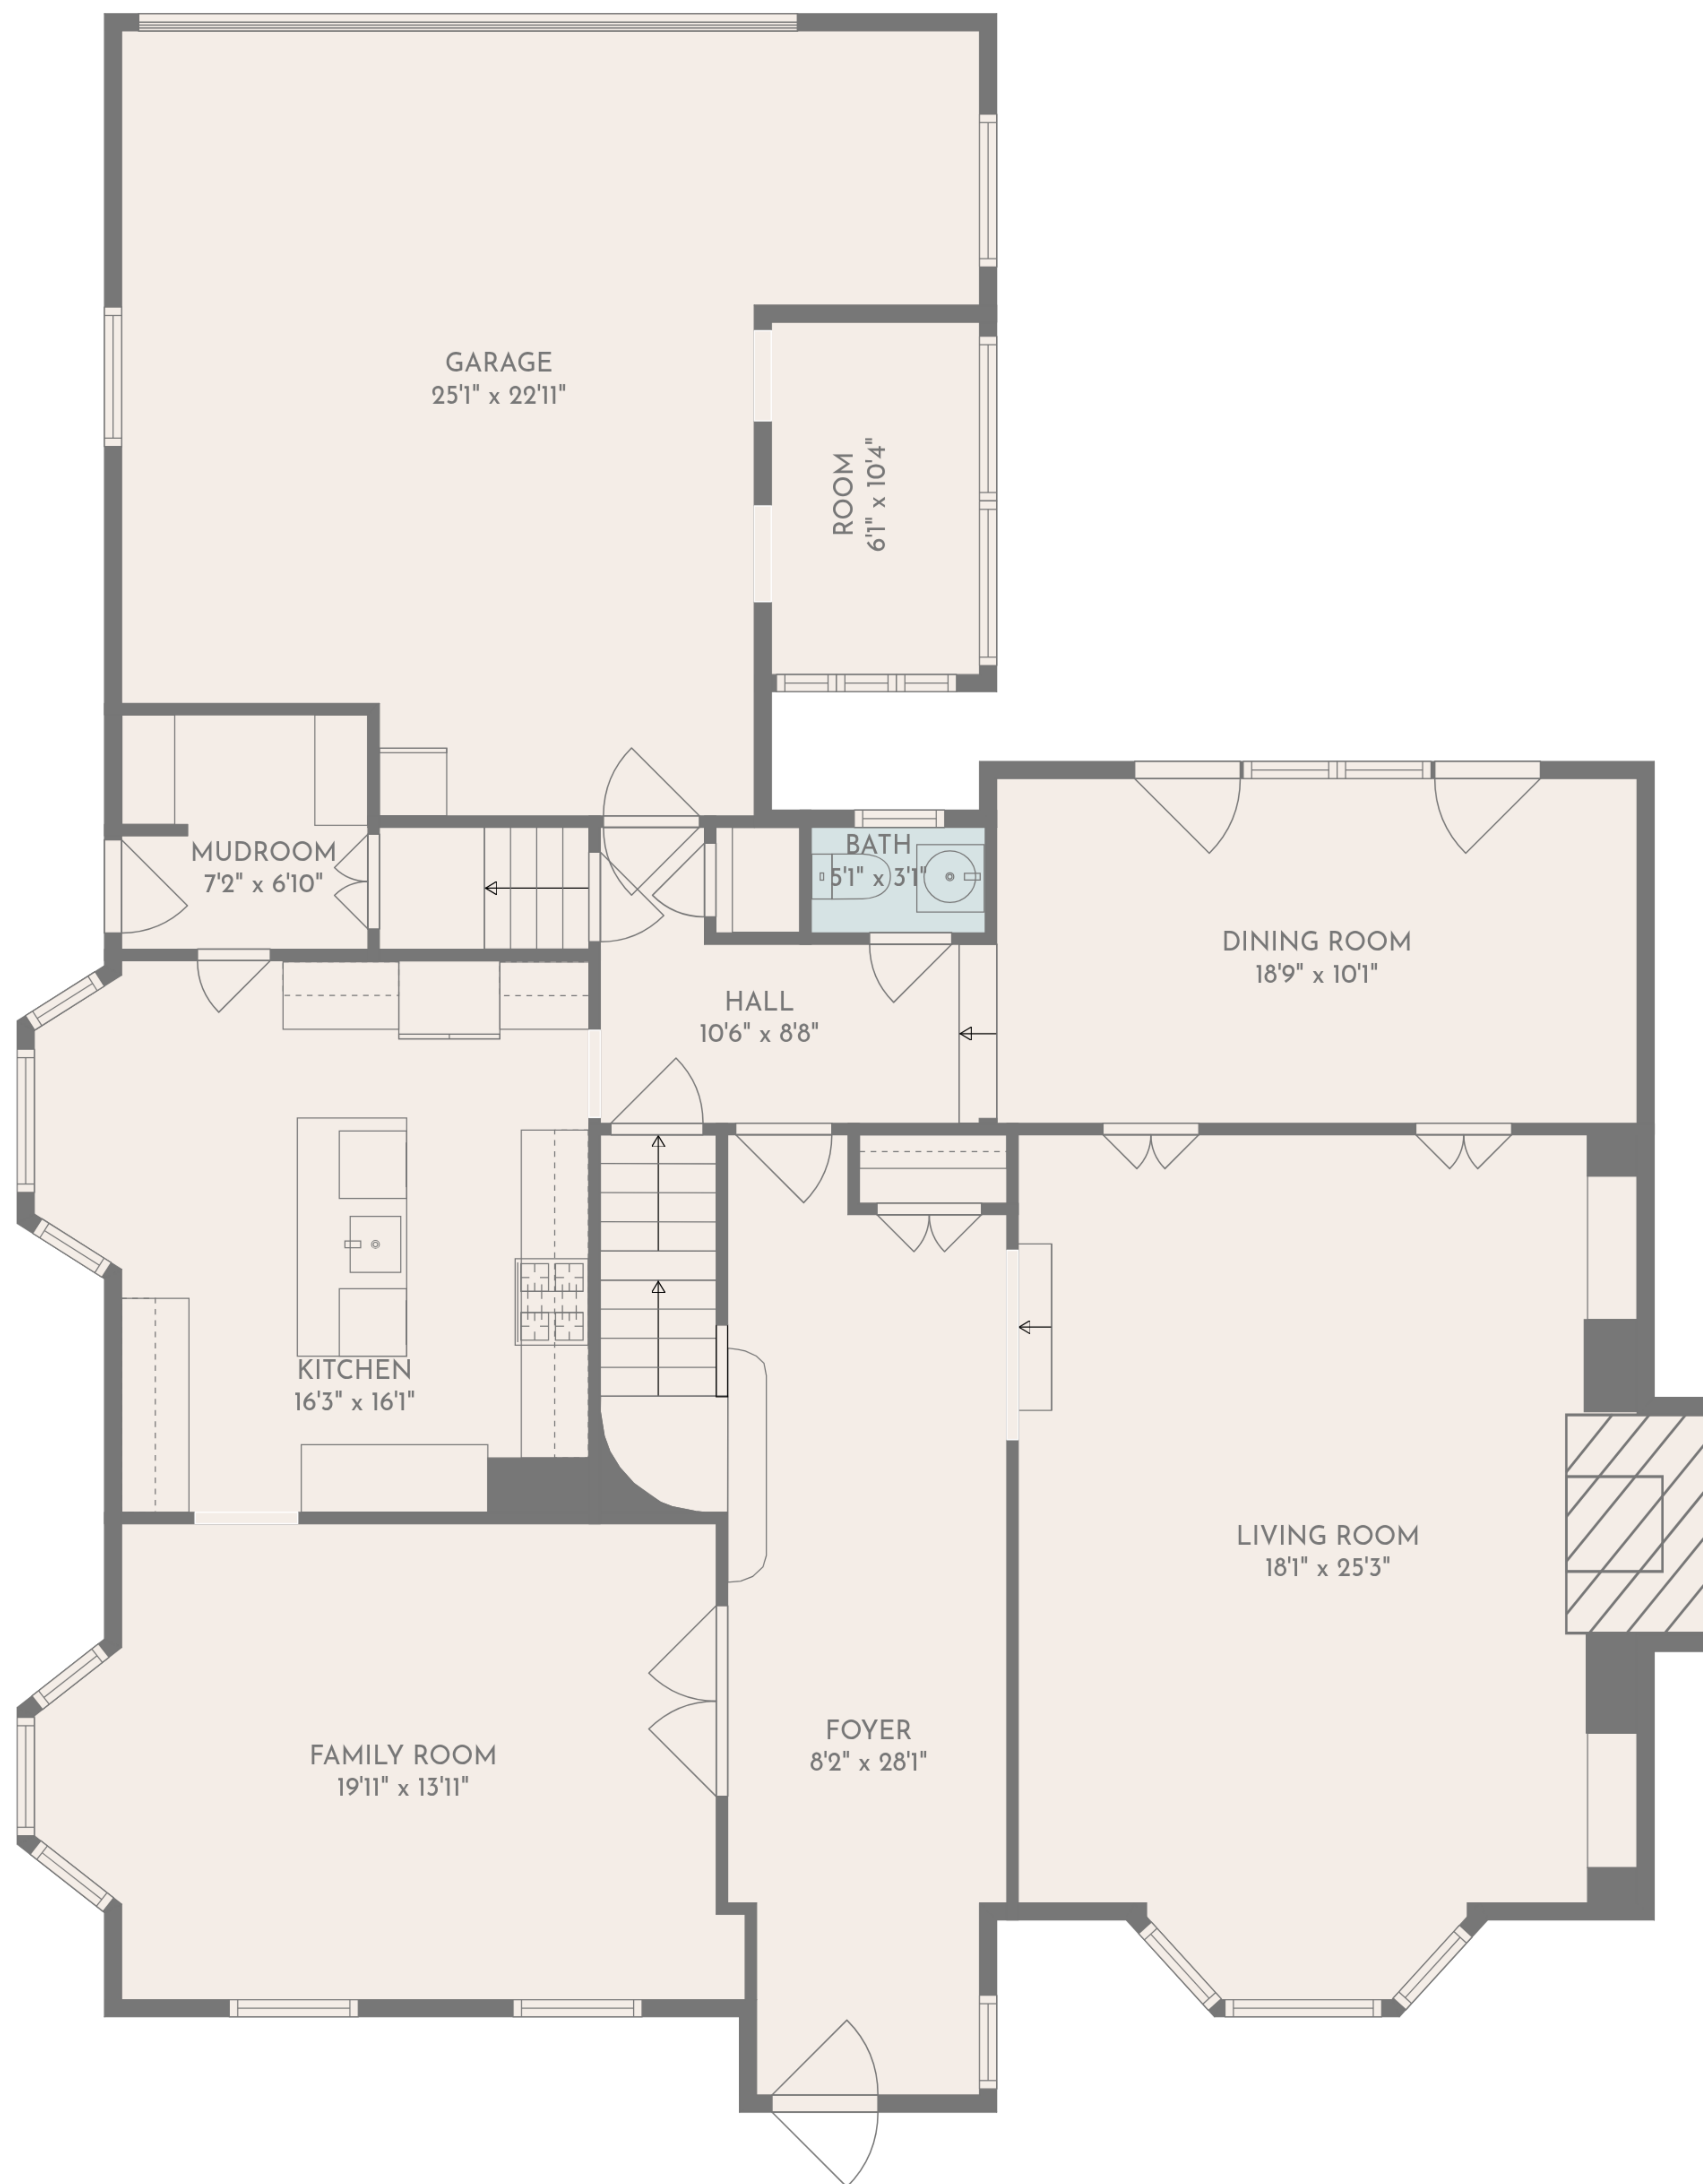 GARAGE
25'1" x 22'11"
ROOM
6'1" x 10'4"
MUDROOM
7'2" x 6'10"
BATH
5'1" x 3'1"
DINING ROOM
18'9" x 10'1"
HALL
10'6" x 8'8"
KITCHEN
16'3" x 16'1"
LIVING ROOM
18'1" x 25'3"
FAMILY ROOM
19'11" x 13'11"
FOYER
8'2" x 28'1"